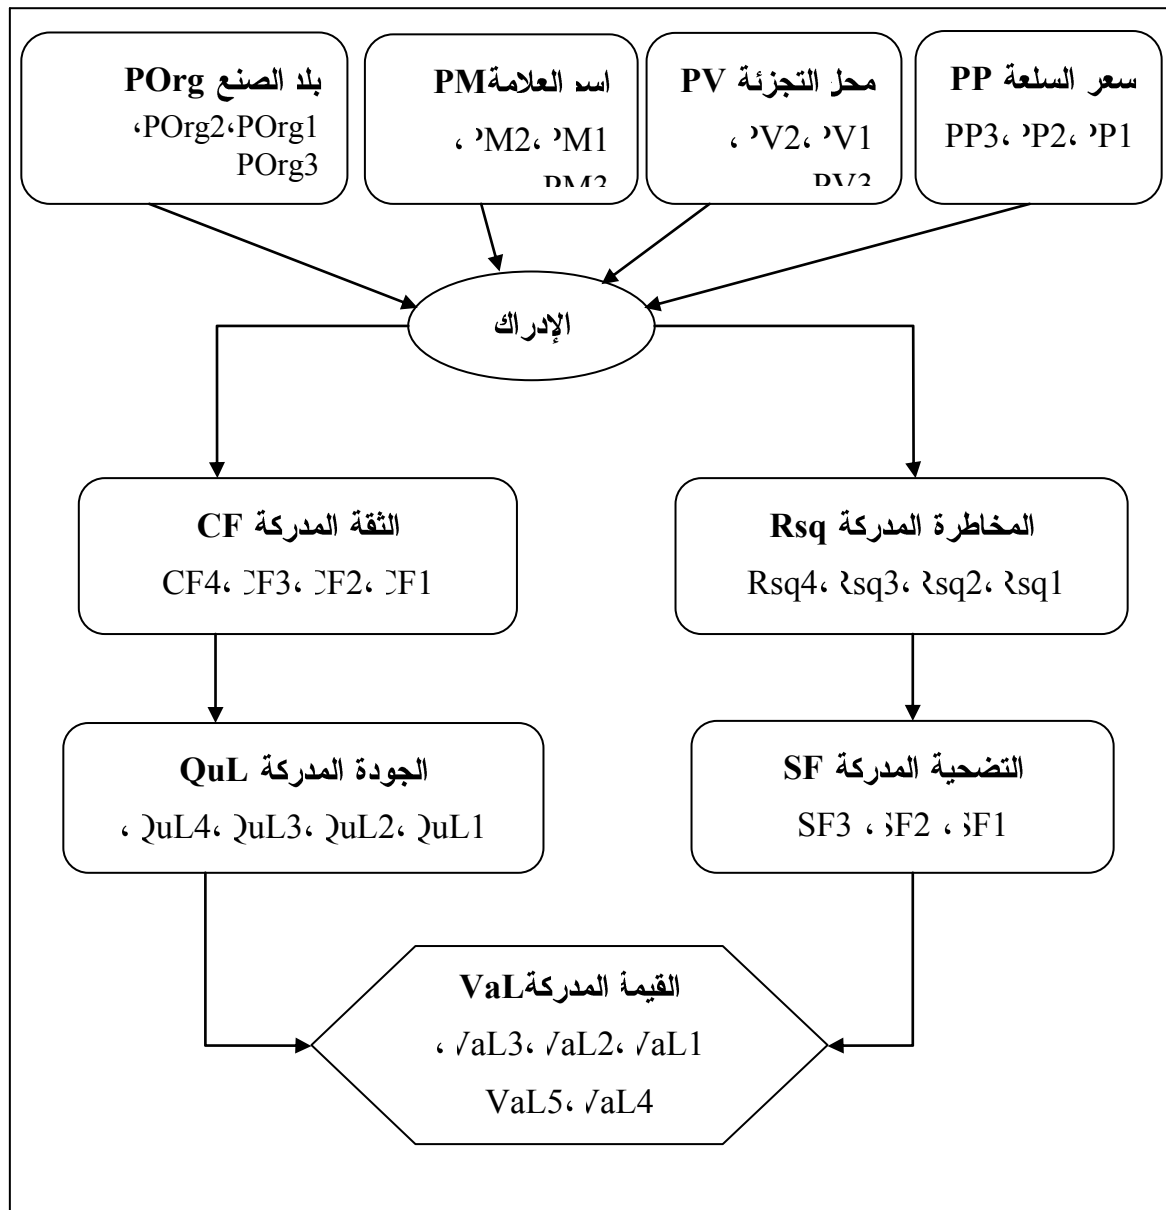 سعر السلعة PP
PP1، PP2، PP3
محل التجزئة PV
PV1، PV2،
PV3
اسم العلامة PM
PM1، PM2،
PM3
بلد الصنع POrg
POrg1،POrg2،
POrg3
الإدراك
المخاطرة المدركة Rsq
Rsq1، Rsq2، Rsq3، Rsq4
الثقة المدركة CF
CF1، CF2، CF3، CF4
التضحية المدركة SF
SF1، SF2، SF3
الجودة المدركة QuL
QuL1، QuL2، QuL3، QuL4،
القيمة المدركة VaL
VaL1، VaL2، VaL3،
VaL4، VaL5